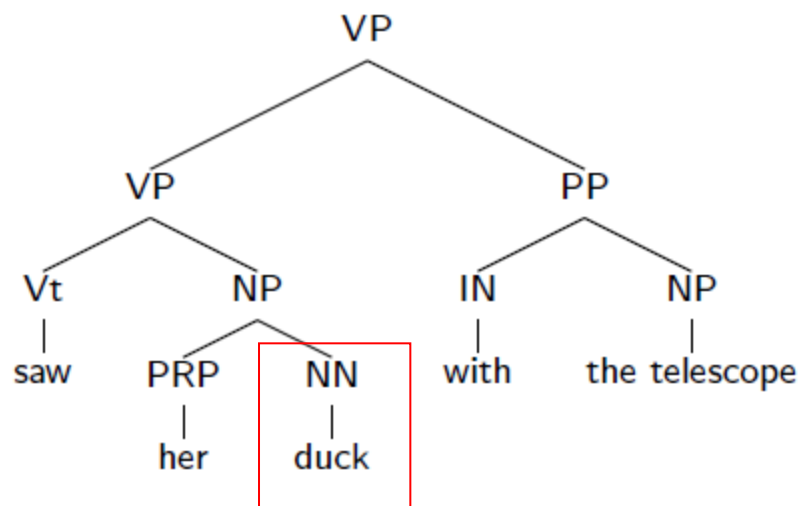 VP
VP PP
Vt NP IN NP
saw PRP NN with the telescope
her duck